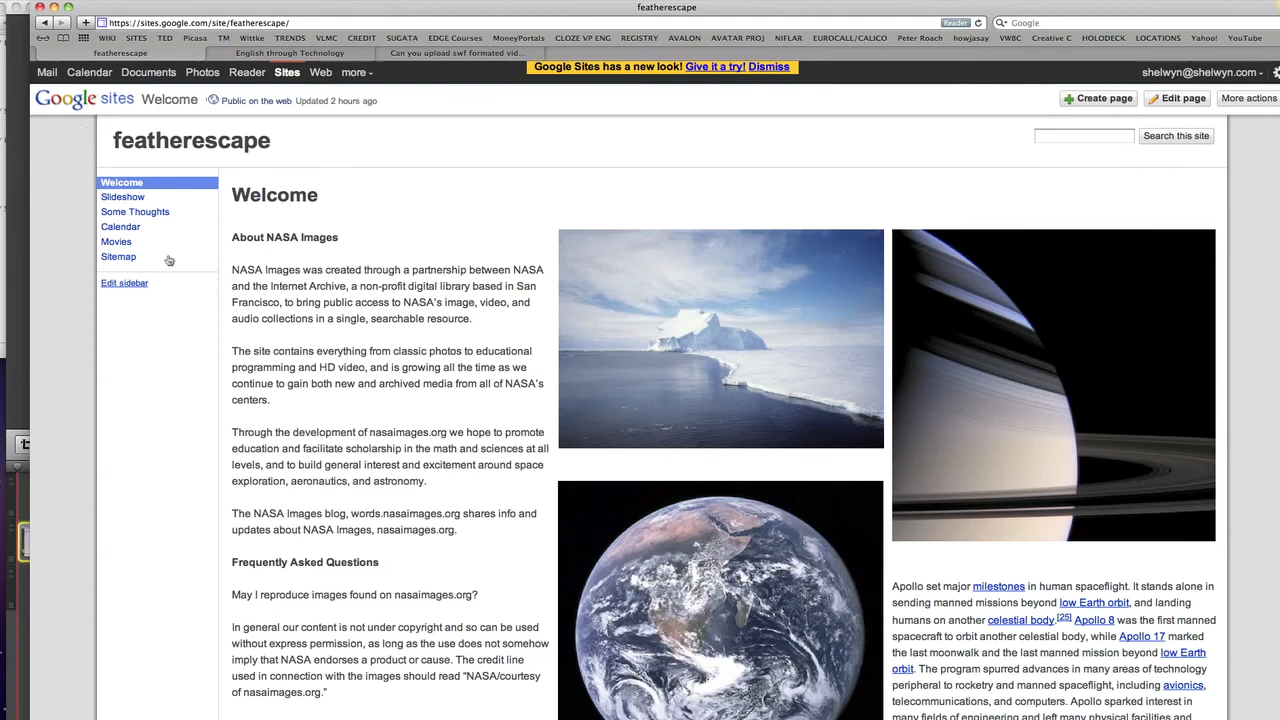 featherescape
https://sites.google.com/site/featherescape/
Reader
Google
WIKI SITES TED Picasa TM Wittke TRENDS VLMC CREDIT SUGATA EDGE Courses MoneyPortals CLOZE VP ENG REGISTRY AVALON AVATAR PROJ NIFLAR EUROCALL/CALICO Peter Roach howjasay VWBC Creative C HOLODECK LOCATIONS Yahoo! YouTube
featherescape
English through Technology
Can you upload swf formated vid...
Mail Calendar Documents Photos Reader Sites Web more
Google Sites has a new look! Give it a try! Dismiss
shelwyn@shelwyn.com
Google sites Welcome
Public on the web Updated 2 hours ago
Create page
Edit page
More actions
featherescape
Search this site
Welcome
Slideshow
Some Thoughts
Calendar
Movies
Sitemap
Edit sidebar
Welcome
About NASA Images
NASA Images was created through a partnership between NASA
and the Internet Archive, a non-profit digital library based in San
Francisco, to bring public access to NASA's image, video, and
audio collections in a single, searchable resource.
The site contains everything from classic photos to educational
programming and HD video, and is growing all the time as we
continue to gain both new and archived media from all of NASA's
centers.
Through the development of nasaimages.org we hope to promote
education and facilitate scholarship in the math and sciences at all
levels, and to build general interest and excitement around space
exploration, aeronautics, and astronomy.
The NASA Images blog, words.nasaimages.org shares info and
updates about NASA Images, nasaimages.org.
Frequently Asked Questions
May I reproduce images found on nasaimages.org?
In general our content is not under copyright and so can be used
without express permission, as long as the use does not somehow
imply that NASA endorses a product or cause. The credit line
used in connection with the images should read "NASA/courtesy
of nasaimages.org."
Apollo set major milestones in human spaceflight. It stands alone in
sending manned missions beyond low Earth orbit, and landing
humans on another celestial body.[25] Apollo 8 was the first manned
spacecraft to orbit another celestial body, while Apollo 17 marked
the last moonwalk and the last manned mission beyond low Earth
orbit. The program spurred advances in many areas of technology
peripheral to rocketry and manned spaceflight, including avionics,
telecommunications, and computers. Apollo sparked interest in
many fields of engineering and left many physical facilities and